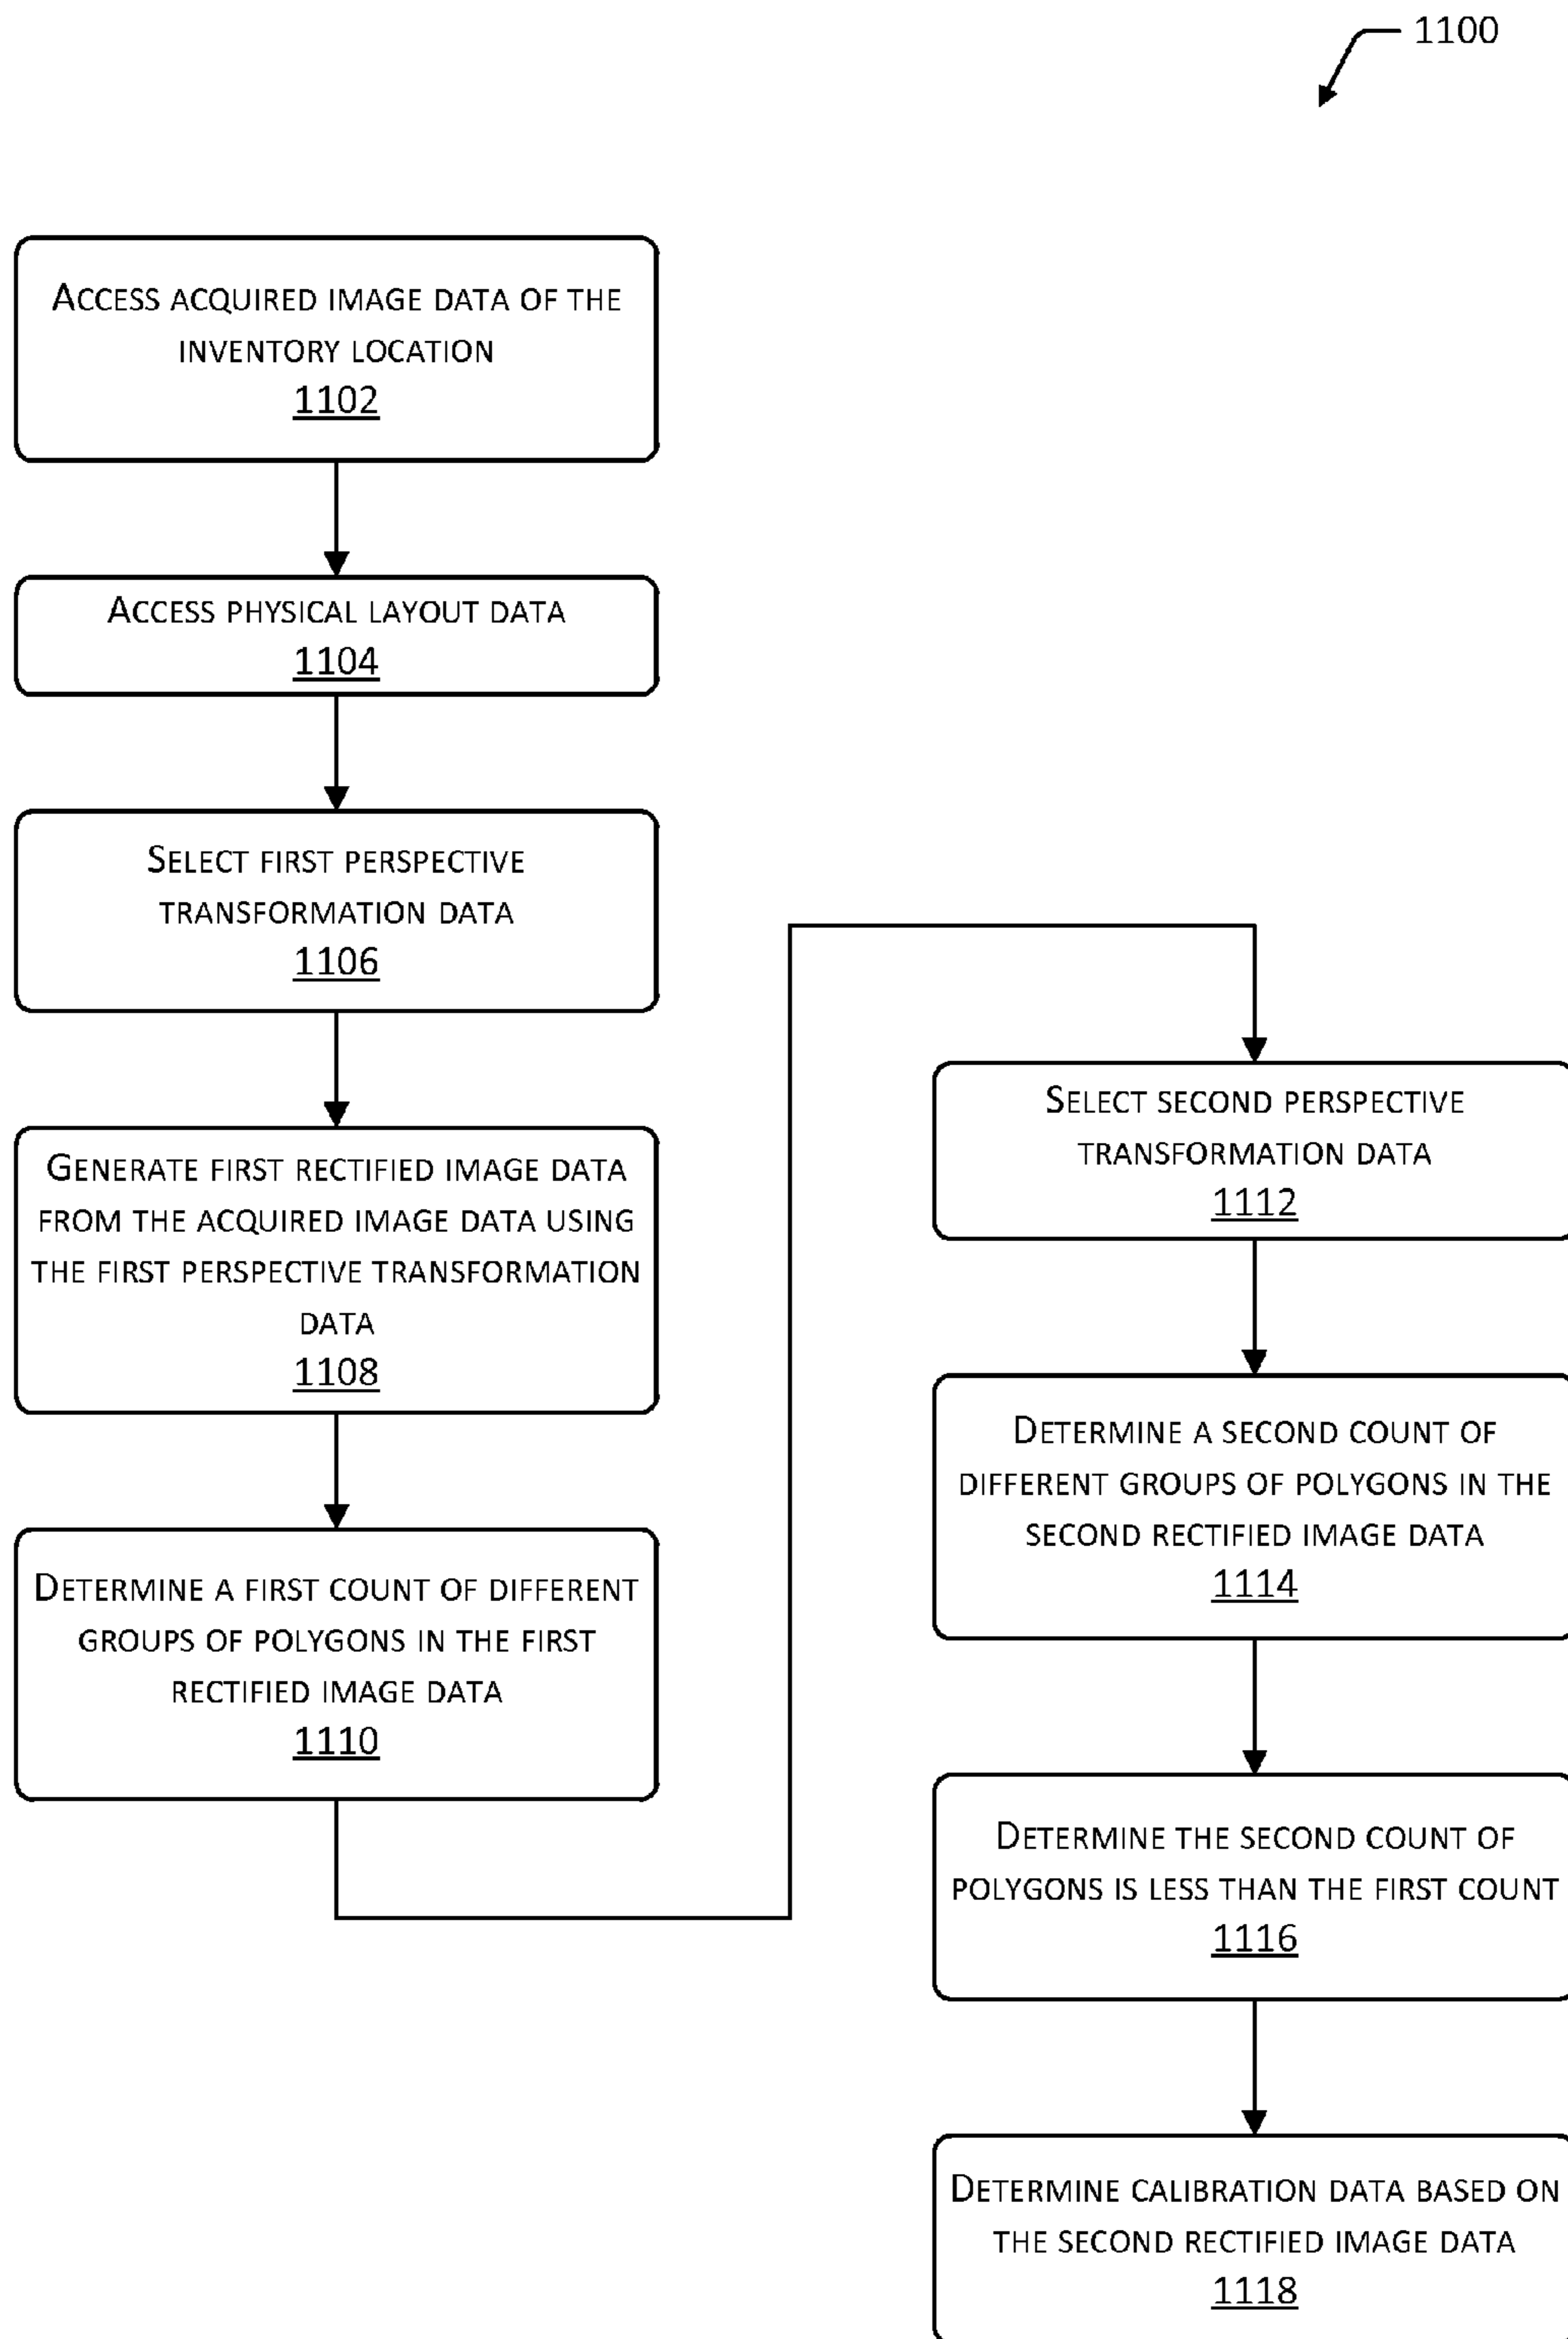 1100
ACCESS ACQUIRED IMAGE DATA OF THE
INVENTORY LOCATION
1102
ACCESS PHYSICAL LAYOUT DATA
1104
SELECT FIRST PERSPECTIVE
TRANSFORMATION DATA
1106
GENERATE FIRST RECTIFIED IMAGE DATA
FROM THE ACQUIRED IMAGE DATA USING
THE FIRST PERSPECTIVE TRANSFORMATION
DATA
1108
DETERMINE A FIRST COUNT OF DIFFERENT
GROUPS OF POLYGONS IN THE FIRST
RECTIFIED IMAGE DATA
1110
SELECT SECOND PERSPECTIVE
TRANSFORMATION DATA
1112
DETERMINE A SECOND COUNT OF
DIFFERENT GROUPS OF POLYGONS IN THE
SECOND RECTIFIED IMAGE DATA
1114
DETERMINE THE SECOND COUNT OF
POLYGONS IS LESS THAN THE FIRST COUNT
1116
DETERMINE CALIBRATION DATA BASED ON
THE SECOND RECTIFIED IMAGE DATA
1118